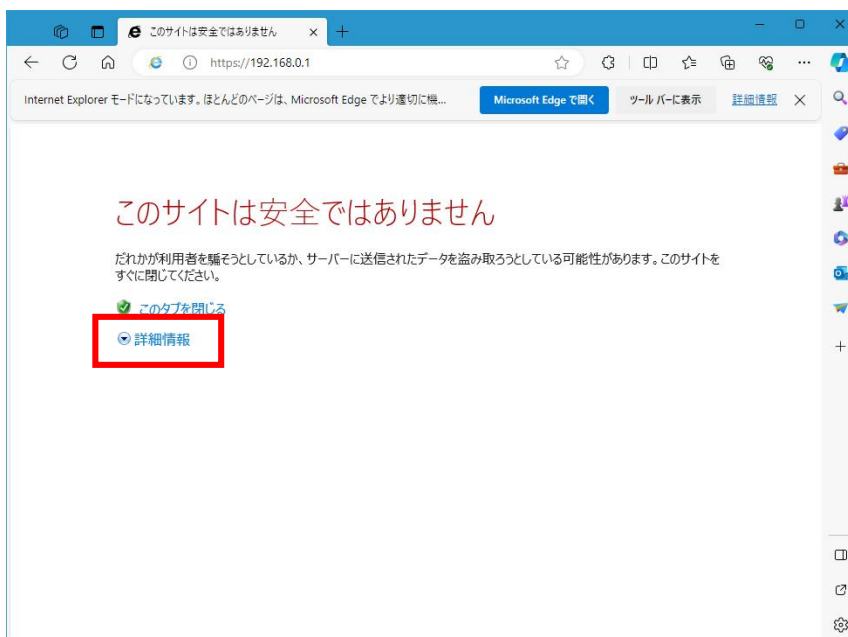 このサイトは安全ではありません
https://192.168.0.1
Internet Explorer モードになっています。ほとんどのページは、Microsoft Edge でより適切に機...
Microsoft Edge で開く
ツール バーに表示
詳細情報
このサイトは安全ではありません
だれかが利用者を騙そうとしているか、サーバーに送信されたデータを盗み取ろうとしている可能性があります。このサイトを
すぐに閉じてください。
このタブを閉じる
詳細情報